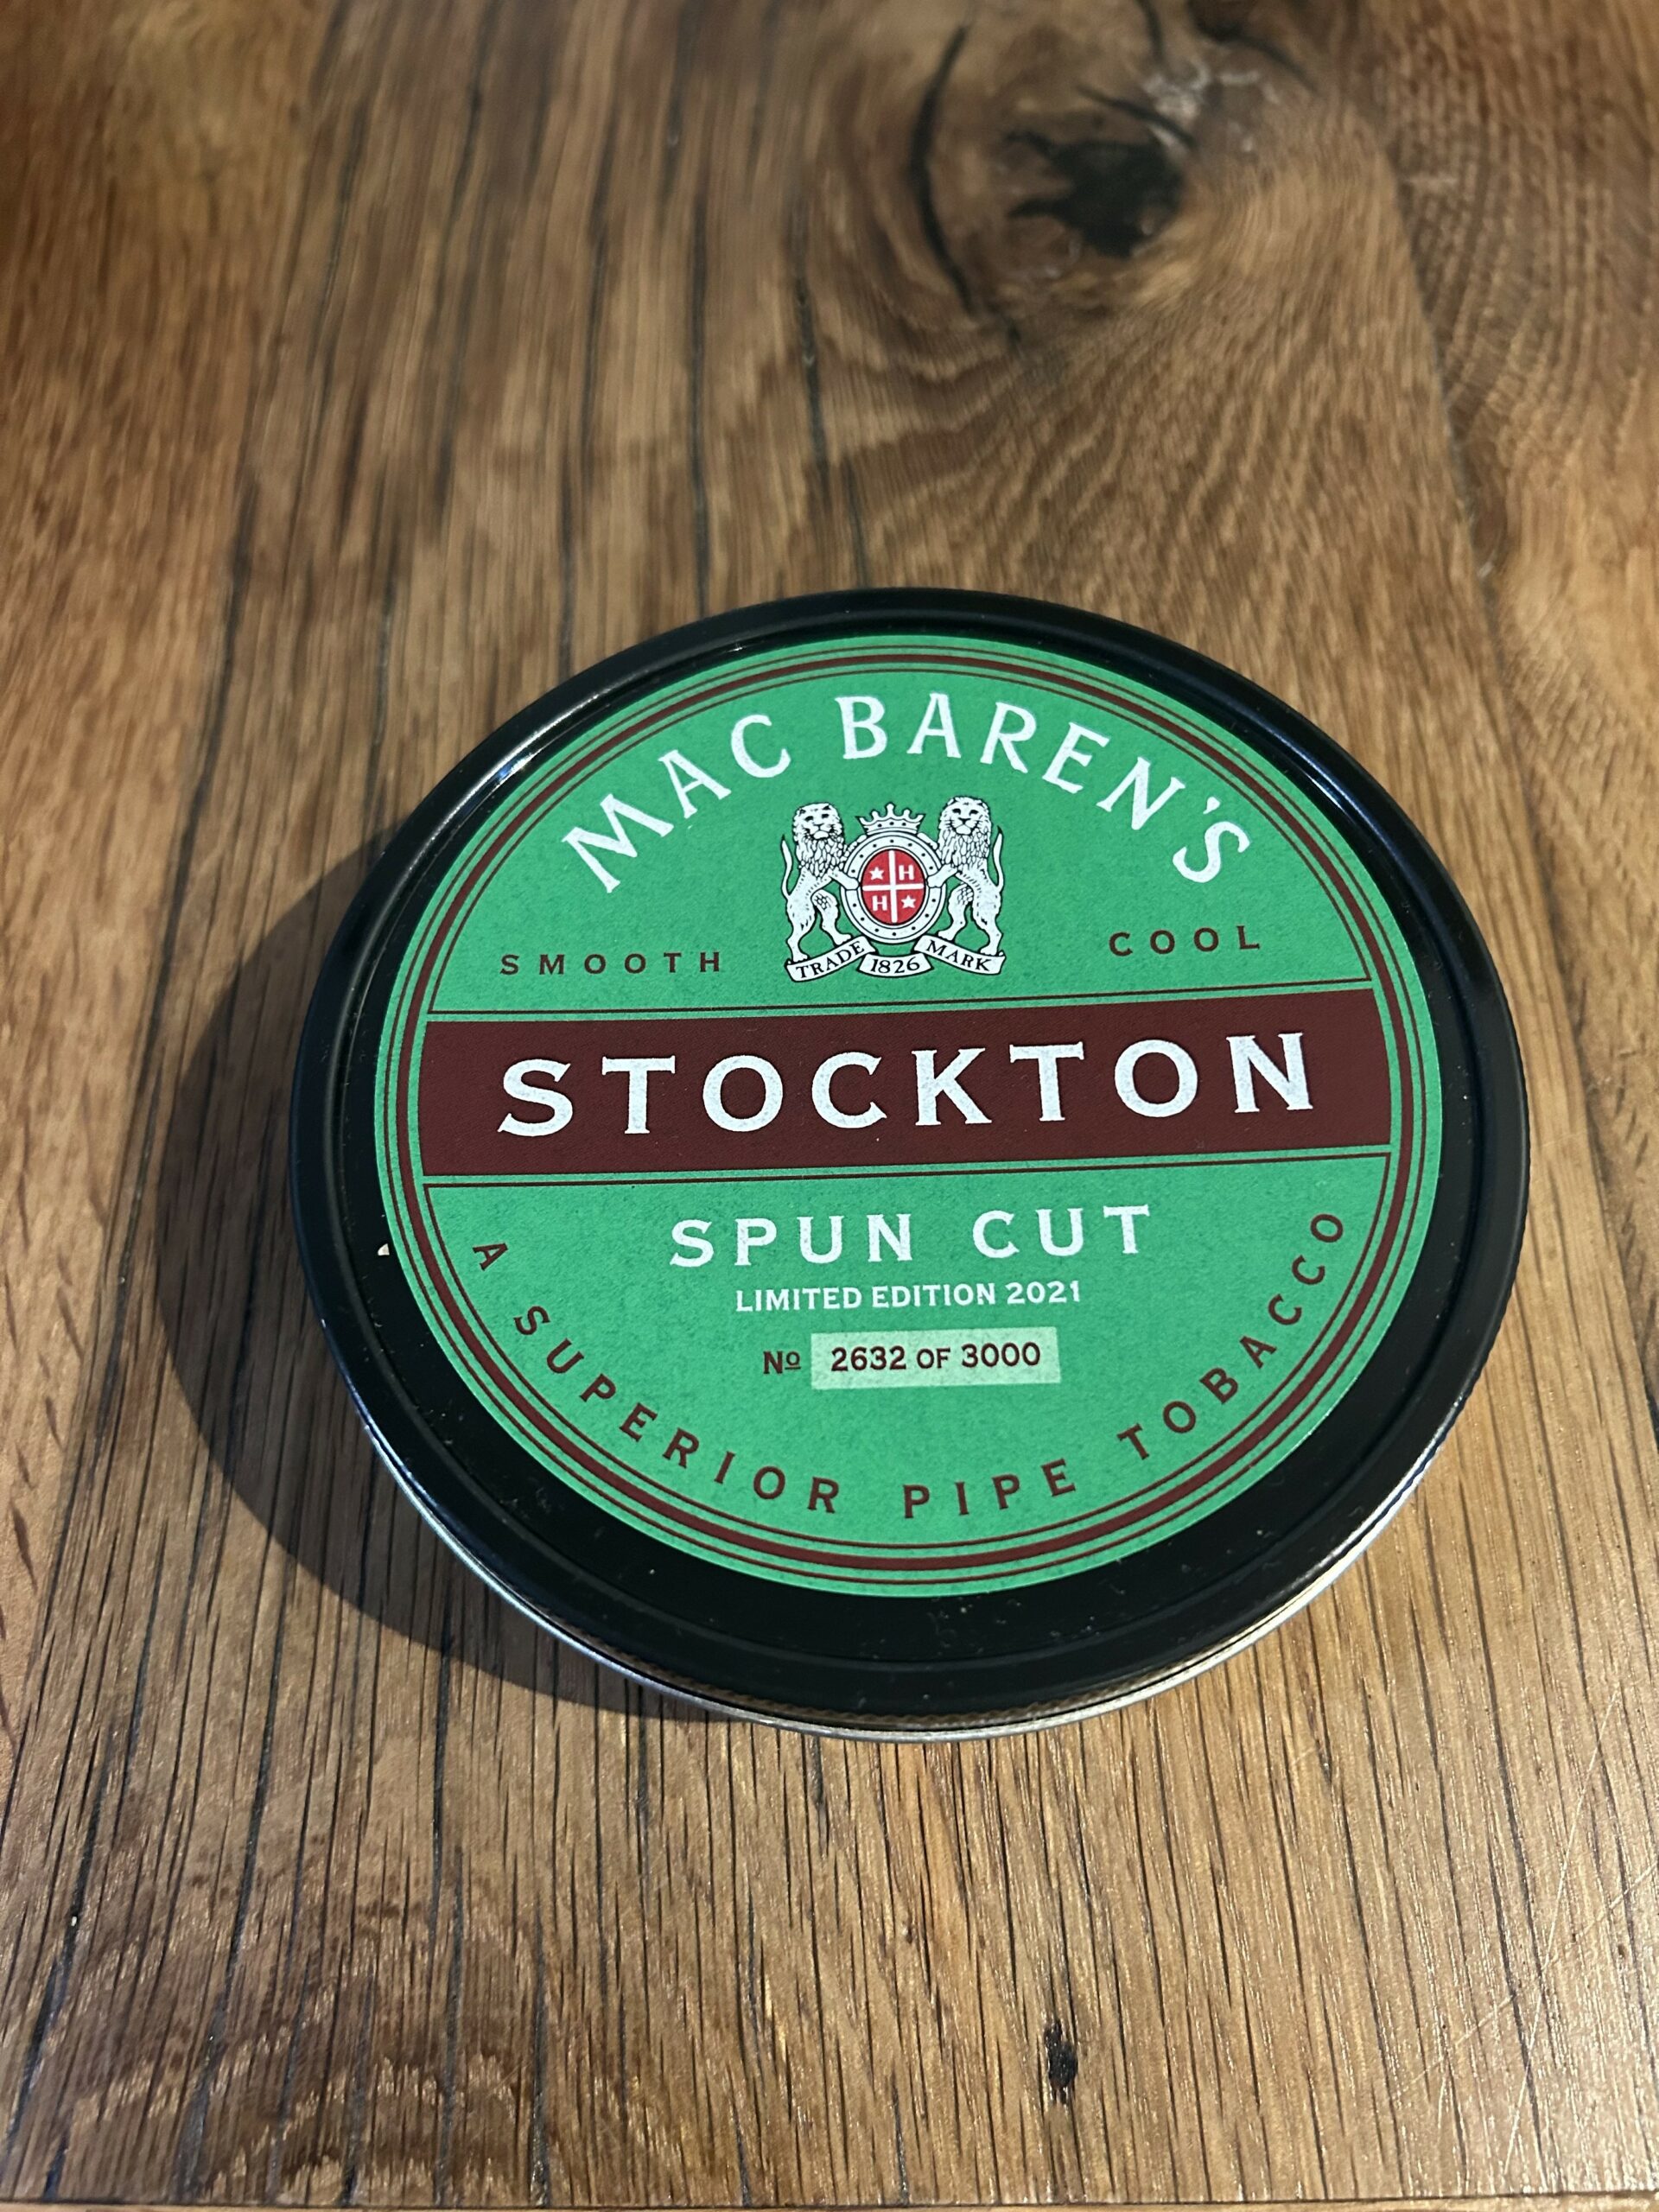 MAC BAREN'S
H
H
TRADE 1826 MARK
SMOOTH COOL
STOCKTON
SPUN CUT
LIMITED EDITION 2021
Nº 2632 OF 3000
A SUPERIOR PIPE TOBACCO